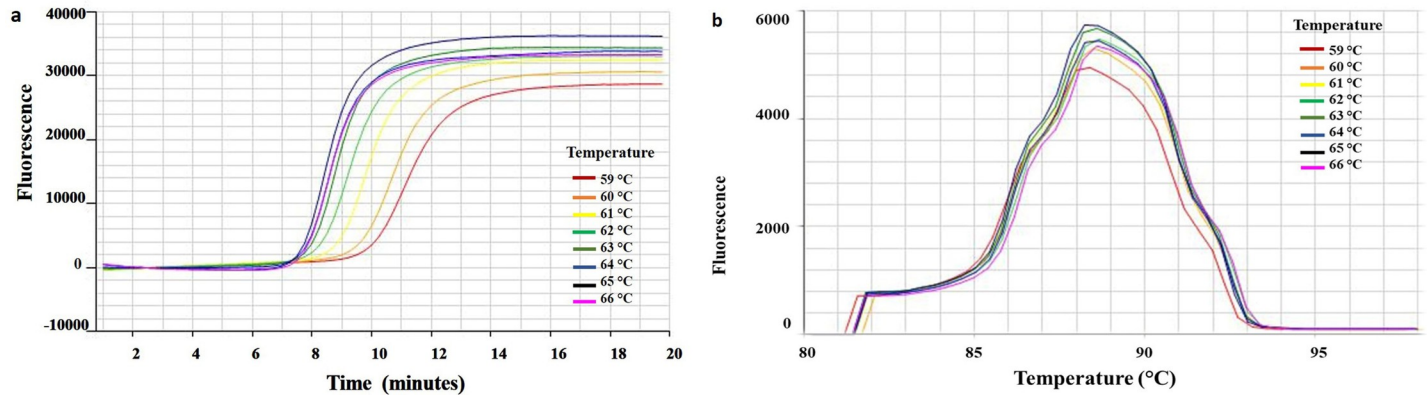 a
40000
30000
20000
10000
0
-10000
Fluorescence
2 4 6 8 10 12 14 16 18 20
Time (minutes)
Temperature
59 °C
60 °C
61 °C
62 °C
63 °C
64 °C
65 °C
66 °C
b
6000
4000
2000
0
Fluorescence
80 85 90 95
Temperature (°C)
Temperature
59 °C
60 °C
61 °C
62 °C
63 °C
64 °C
65 °C
66 °C